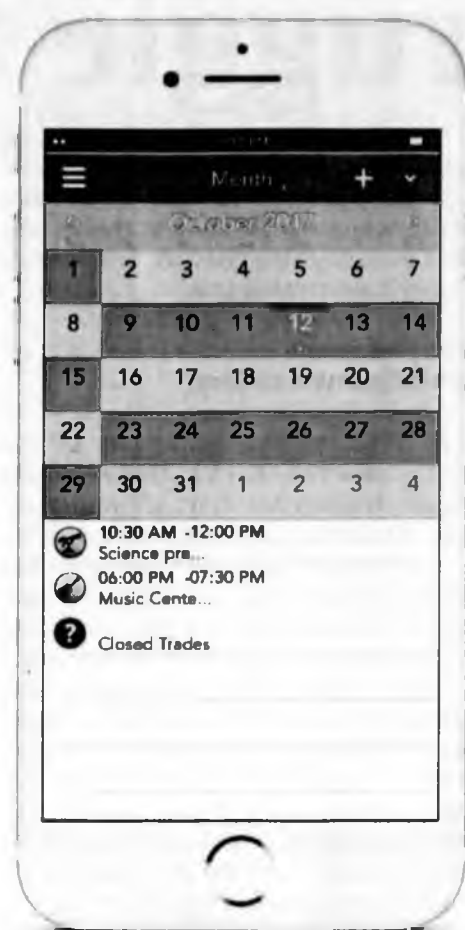 Month
October 2017
1 2 3 4 5 6 7
8 9 10 11 12 13 14
15 16 17 18 19 20 21
22 23 24 25 26 27 28
29 30 31 1 2 3 4
10:30 AM -12:00 PM
Science pre...
06:00 PM -07:30 PM
Music Cente...
?
Closed Trades